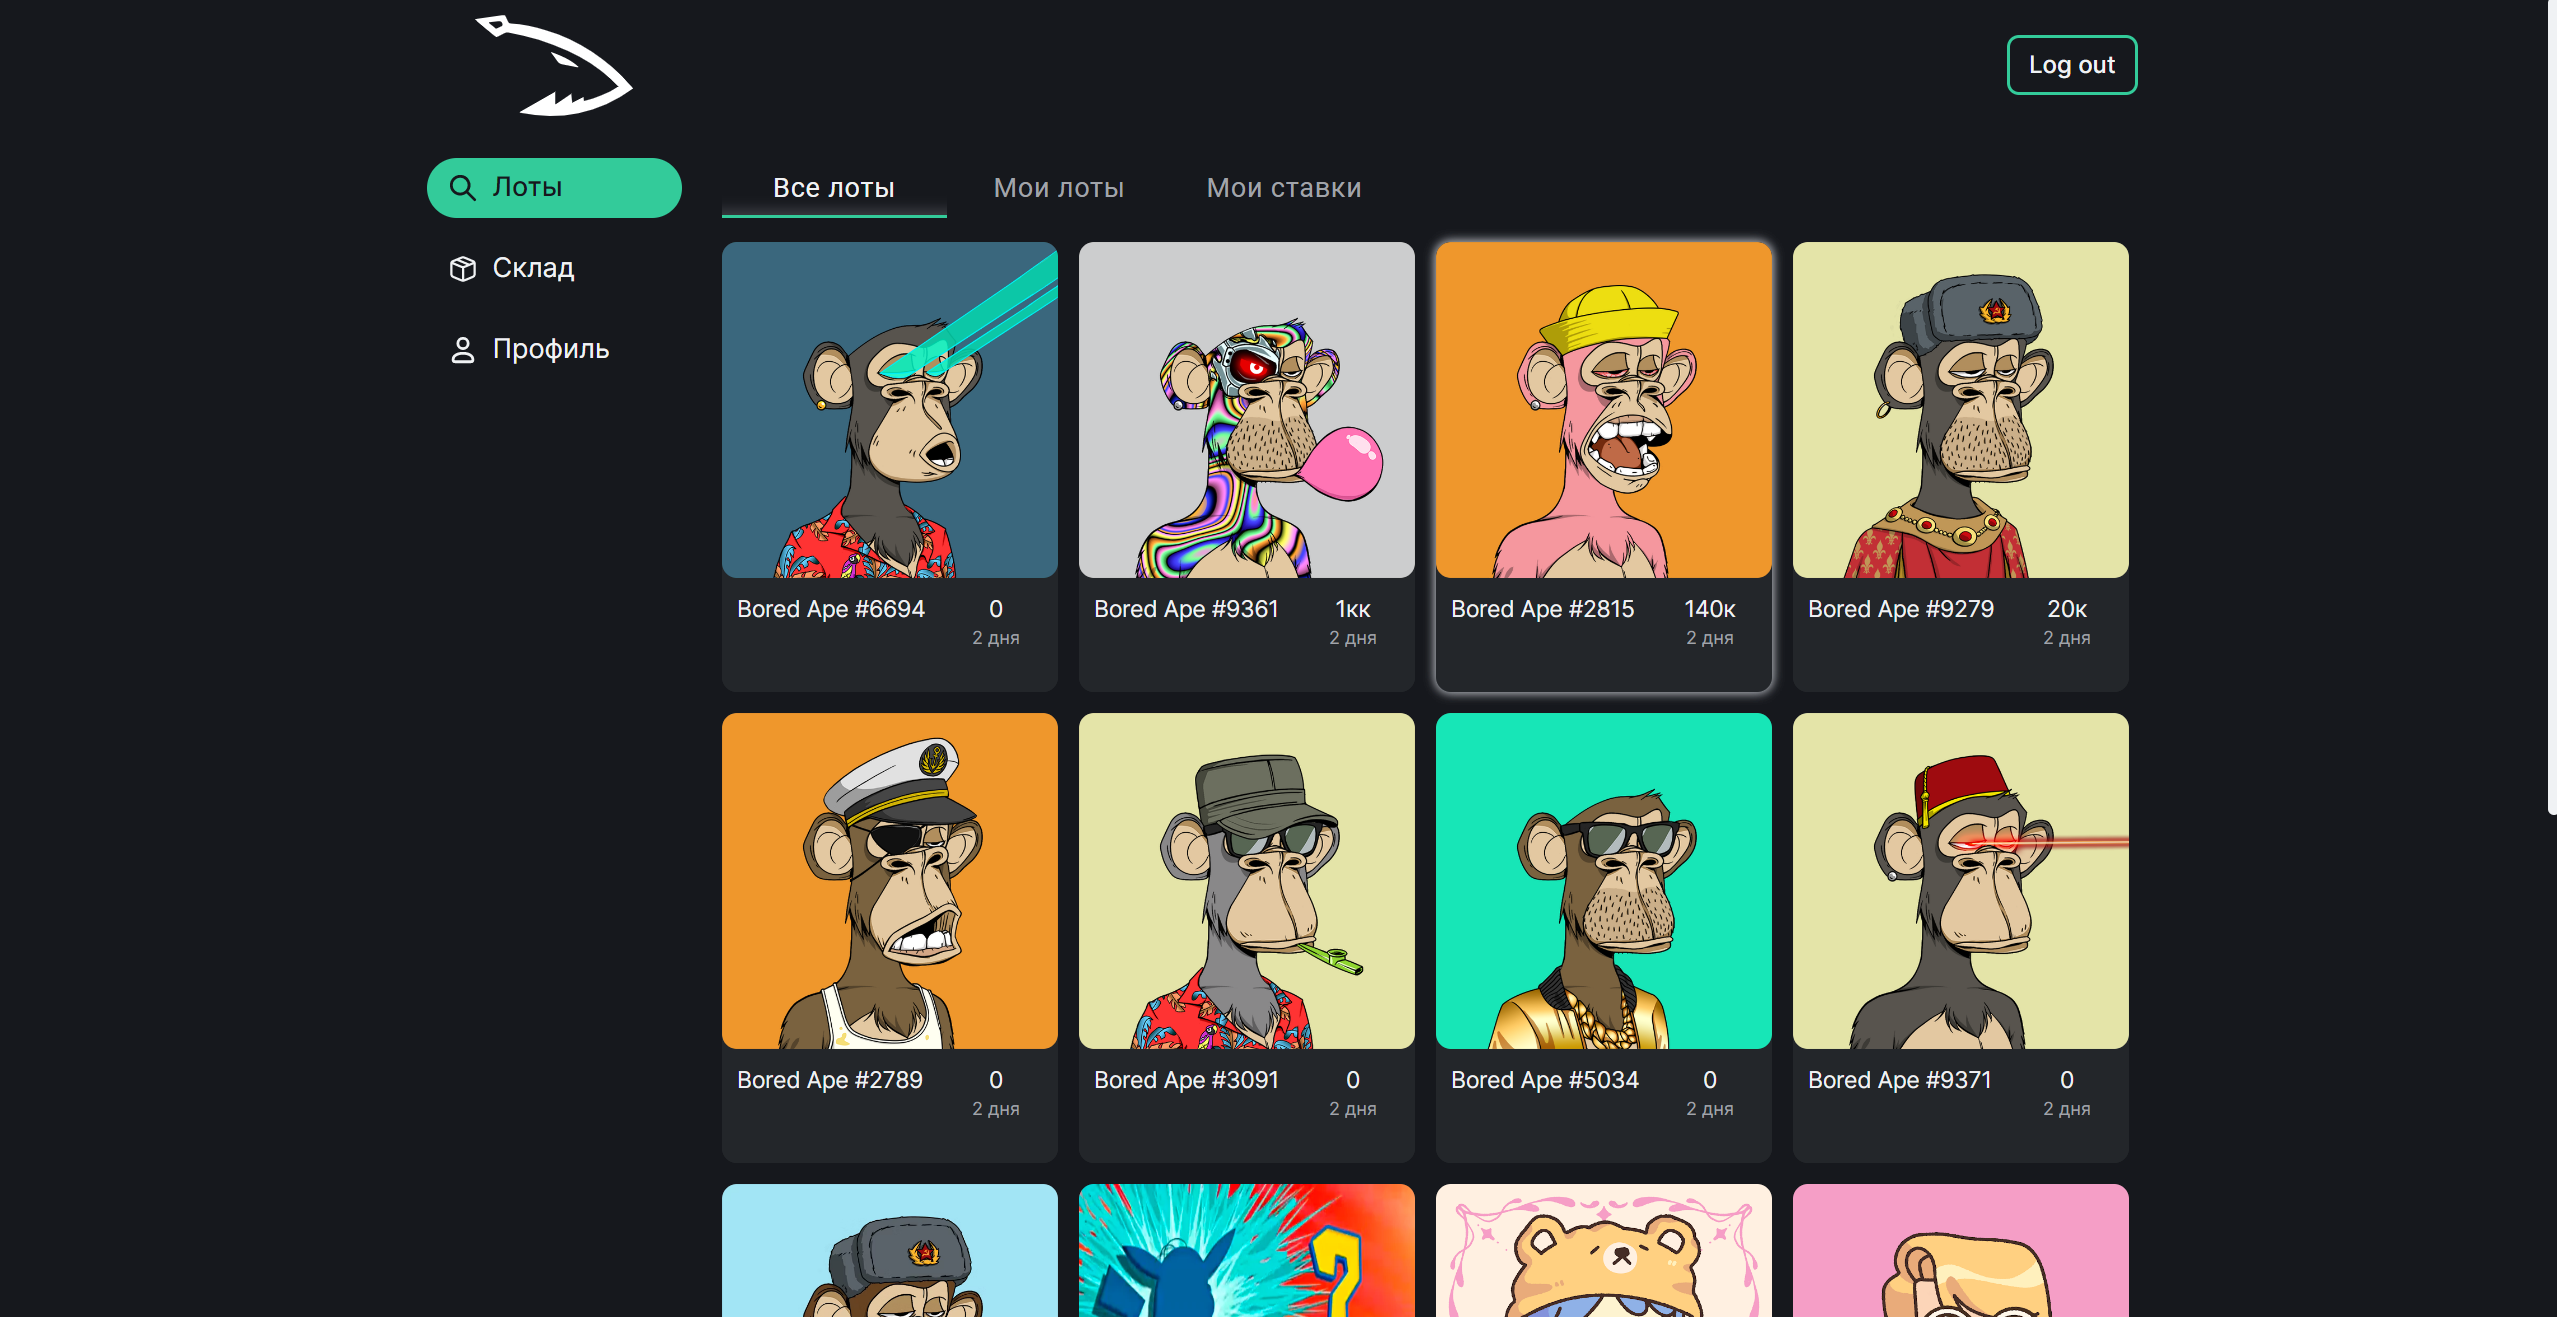 Log out
Лоты
Склад
Профиль
Все лоты
Мои лоты
Мои ставки
Bored Ape #6694
0
2 дня
Bored Ape #9361
1кк
2 дня
Bored Ape #2815
140к
2 дня
Bored Ape #9279
20к
2 дня
Bored Ape #2789
0
2 дня
Bored Ape #3091
0
2 дня
Bored Ape #5034
0
2 дня
Bored Ape #9371
0
2 дня
?